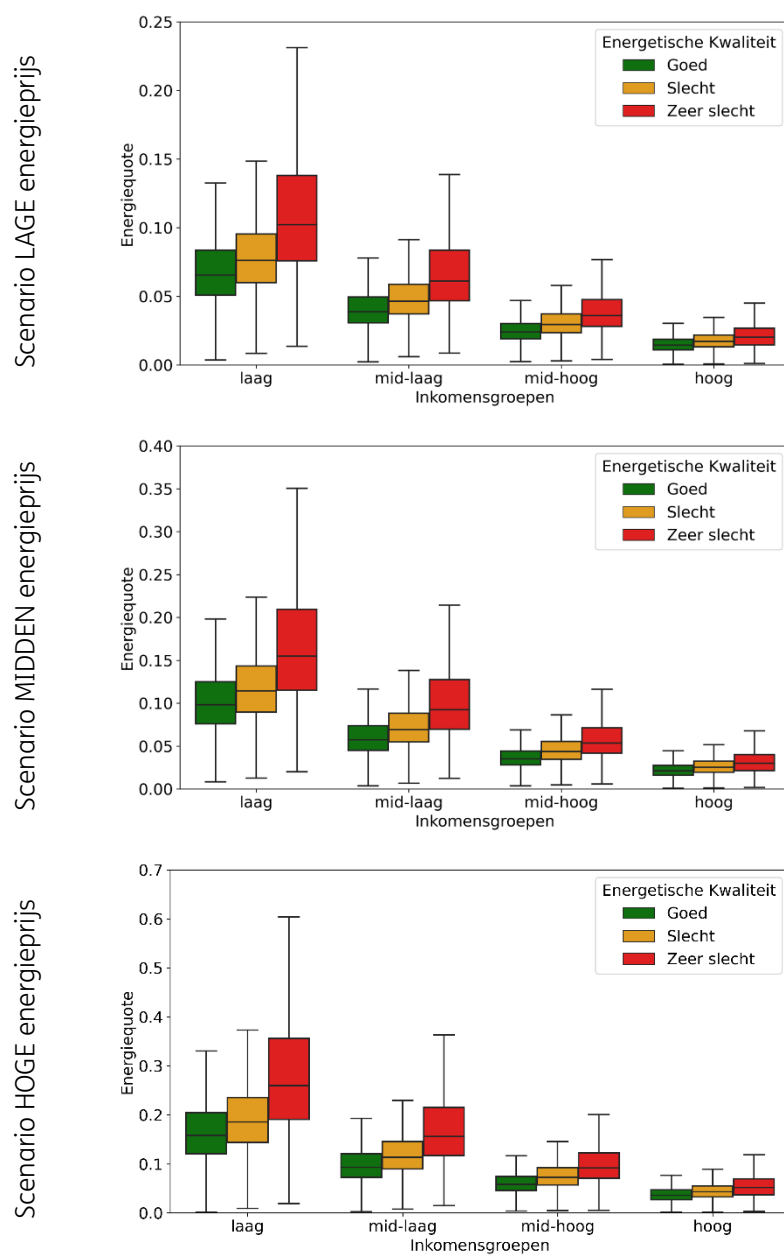 Scenario LAGE energieprijs
Energiequote
0.25
0.20
0.15
0.10
0.05
0.00
Energetische Kwaliteit
Goed
Slecht
Zeer slecht
laag mid-laag mid-hoog hoog
Inkomensgroepen
Scenario MIDDEN energieprijs
Energiequote
0.40
0.35
0.30
0.25
0.20
0.15
0.10
0.05
0.00
Energetische Kwaliteit
Goed
Slecht
Zeer slecht
laag mid-laag mid-hoog hoog
Inkomensgroepen
Scenario HOGE energieprijs
Energiequote
0.7
0.6
0.5
0.4
0.3
0.2
0.1
0.0
Energetische Kwaliteit
Goed
Slecht
Zeer slecht
laag mid-laag mid-hoog hoog
Inkomensgroepen